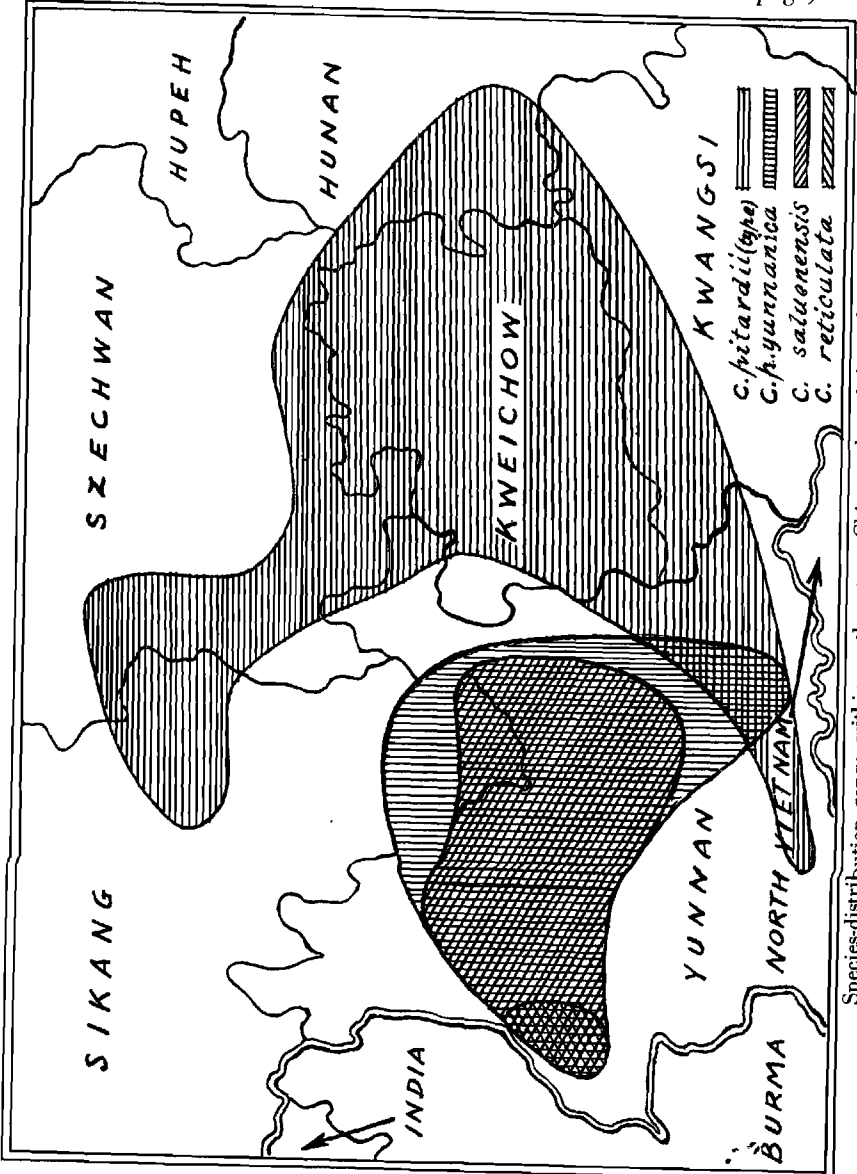 HUPEH
HUNAN
SZECHWAN
SIKANG
KWEICHOW
KWANGSI
YUNNAN
NORTH VIETNAM
INDIA
BURMA
C. pitardii (type)
C. p. yunnanica
C. saluenensis
C. reticulata
Species-distribution